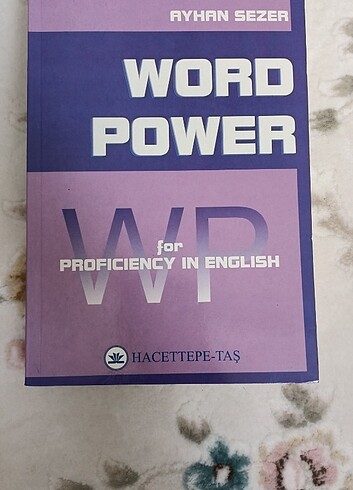 AYHAN SEZER
WORD
POWER
WP
for
PROFICIENCY IN ENGLISH
HACETTEPE-TAŞ